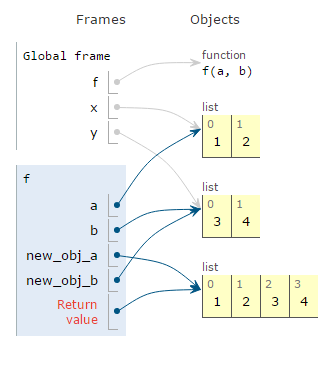 Frames Objects
Global frame
function
f(a, b)
f
x
y
list
0 1
1 2
list
0 1
3 4
f
a
b
new_obj_a
new_obj_b
Return
value
list
0 1 2 3
1 2 3 4